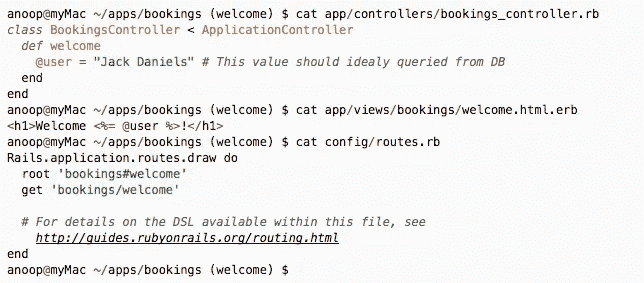 anoop@myMac ~/apps/bookings (welcome) $ cat app/controllers/bookings_controller.rb
class BookingsController < ApplicationController
  def welcome
    @user = "Jack Daniels" # This value should idealy queried from DB
  end
end
anoop@myMac ~/apps/bookings (welcome) $ cat app/views/bookings/welcome.html.erb
<h1>Welcome <%= @user %>!</h1>
anoop@myMac ~/apps/bookings (welcome) $ cat config/routes.rb
Rails.application.routes.draw do
  root 'bookings#welcome'
  get 'bookings/welcome'

  # For details on the DSL available within this file, see
    http://guides.rubyonrails.org/routing.html
end
anoop@myMac ~/apps/bookings (welcome) $